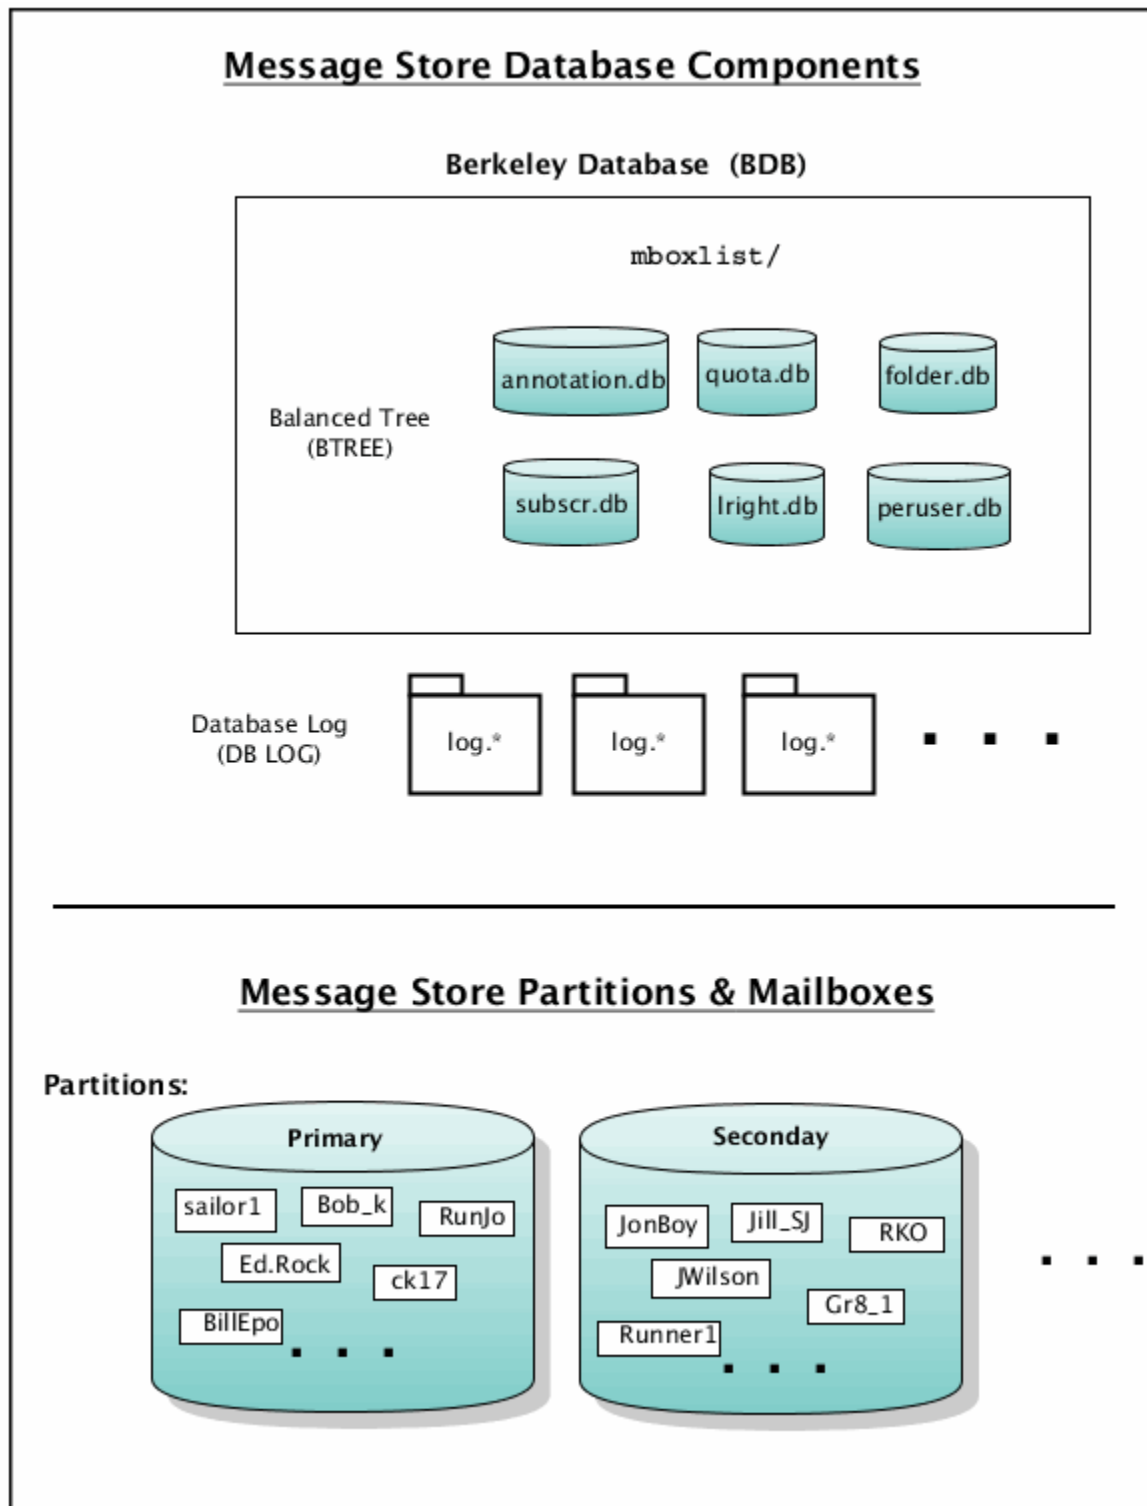 Message Store Database Components
Berkeley Database (BDB)
mboxlist/
annotation.db
quota.db
folder.db
Balanced Tree
(BTREE)
subscr.db
lright.db
peruser.db
Database Log
(DB LOG)
log.*
log.*
log.*
. . .
Message Store Partitions & Mailboxes
Partitions:
Primary
sailor1
Bob_k
RunJo
Ed.Rock
ck17
BillEpo
. . .
Seconday
JonBoy
Jill_SJ
RKO
JWilson
Gr8_1
Runner1
. . .
. . .